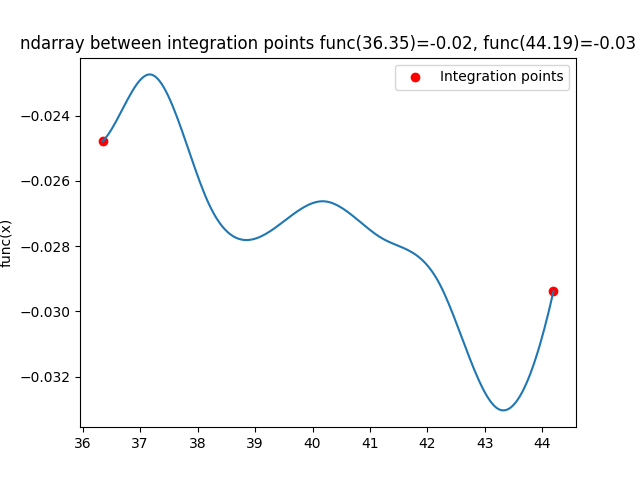 ndarray between integration points func(36.35)=-0.02, func(44.19)=-0.03
Integration points
func(x)
−0.024
−0.026
−0.028
−0.030
−0.032
36 37 38 39 40 41 42 43 44